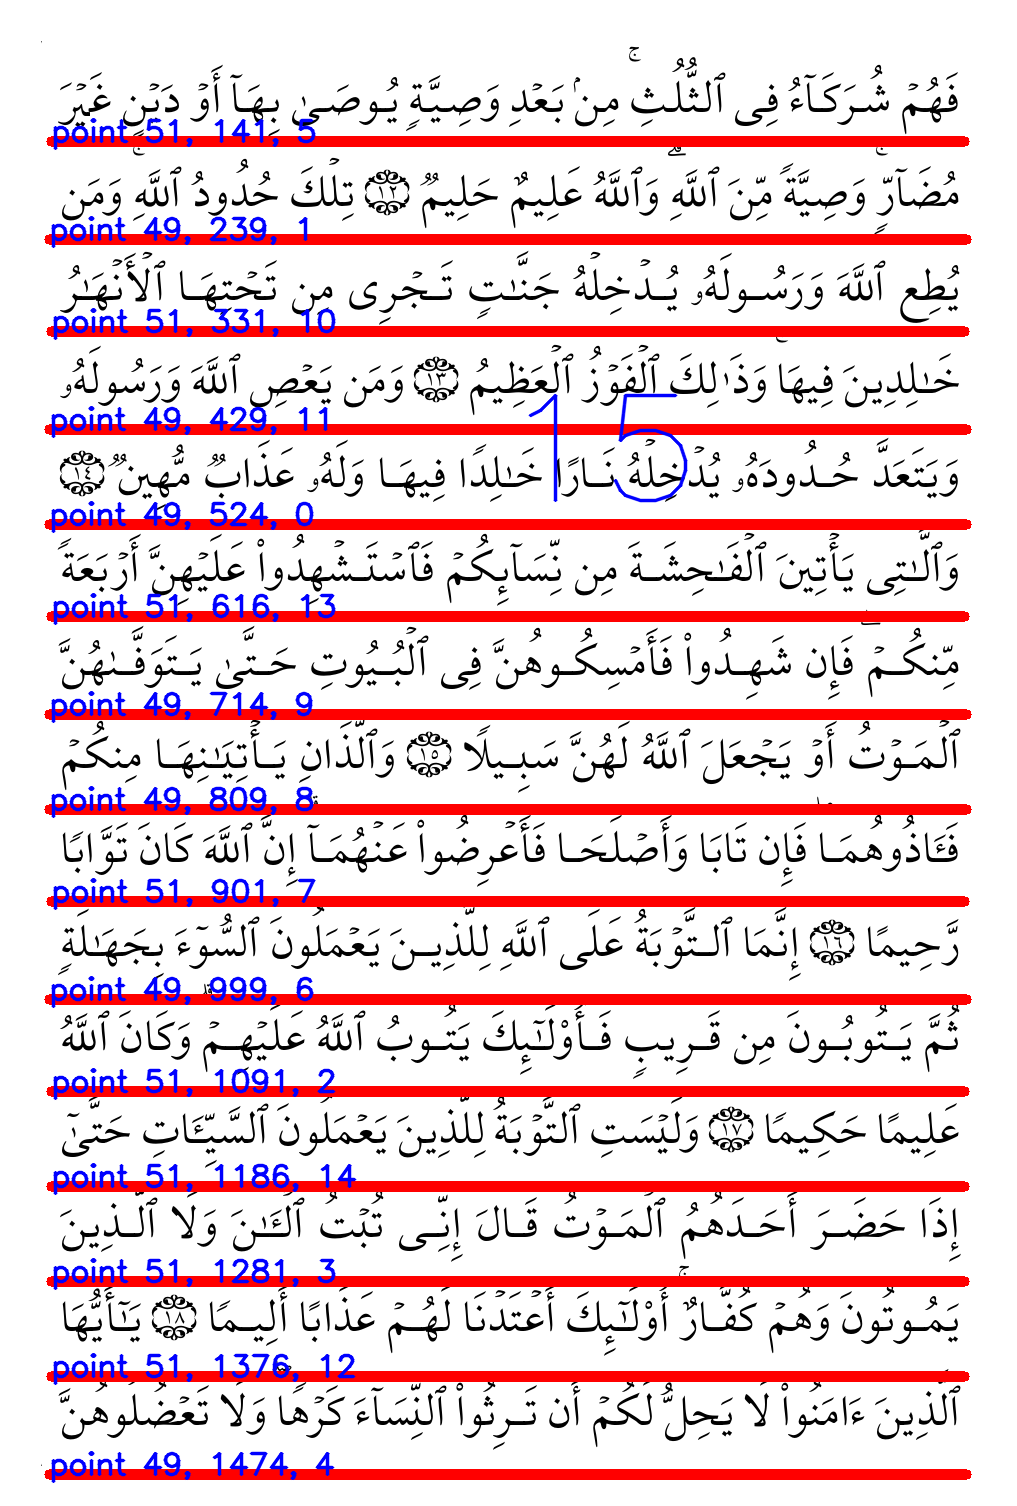 فَهُمۡ شُرَكَآءُ فِى ٱلثُّلُثِۚ مِنۢ بَعۡدِ وَصِيَّةٍ يُوصَىٰ بِهَآ أَوۡ دَيۡنٍ غَيۡرَ
point 51, 141, 5
مُضَآرٍّۚ وَصِيَّةً مِّنَ ٱللَّهِۗ وَٱللَّهُ عَلِيمٌ حَلِيمٌ ١٢ تِلۡكَ حُدُودُ ٱللَّهِۚ وَمَن
point 49, 239, 1
يُطِعِ ٱللَّهَ وَرَسُولَهُۥ يُدۡخِلۡهُ جَنَّٰتٍ تَجۡرِى مِن تَحۡتِهَا ٱلۡأَنۡهَٰرُ
point 51, 331, 10
خَٰلِدِينَ فِيهَاۚ وَذَٰلِكَ ٱلۡفَوۡزُ ٱلۡعَظِيمُ ١٣ وَمَن يَعۡصِ ٱللَّهَ وَرَسُولَهُۥ
point 49, 429, 11
15
وَيَتَعَدَّ حُدُودَهُۥ يُدۡخِلۡهُ نَارًا خَٰلِدًا فِيهَا وَلَهُۥ عَذَابٌ مُّهِينٌ ١٤
point 49, 524, 0
وَٱلَّٰتِى يَأۡتِينَ ٱلۡفَٰحِشَةَ مِن نِّسَآئِكُمۡ فَٱسۡتَشۡهِدُوا۟ عَلَيۡهِنَّ أَرۡبَعَةً
point 51, 616, 13
مِّنكُمۡۖ فَإِن شَهِدُوا۟ فَأَمۡسِكُوهُنَّ فِى ٱلۡبُيُوتِ حَتَّىٰ يَتَوَفَّىٰهُنَّ
point 49, 714, 9
ٱلۡمَوۡتُ أَوۡ يَجۡعَلَ ٱللَّهُ لَهُنَّ سَبِيلًا ١٥ وَٱلَّذَانِ يَأۡتِيَٰنِهَا مِنكُمۡ
point 49, 809, 8
فَـَٔاذُوهُمَاۖ فَإِن تَابَا وَأَصۡلَحَا فَأَعۡرِضُوا۟ عَنۡهُمَآۗ إِنَّ ٱللَّهَ كَانَ تَوَّابًا
point 51, 901, 7
رَّحِيمًا ١٦ إِنَّمَا ٱلتَّوۡبَةُ عَلَى ٱللَّهِ لِلَّذِينَ يَعۡمَلُونَ ٱلسُّوٓءَ بِجَهَٰلَةٍ
point 49, 999, 6
ثُمَّ يَتُوبُونَ مِن قَرِيبٍ فَأُو۟لَٰٓئِكَ يَتُوبُ ٱللَّهُ عَلَيۡهِمۡۗ وَكَانَ ٱللَّهُ
point 51, 1091, 2
عَلِيمًا حَكِيمًا ١٧ وَلَيۡسَتِ ٱلتَّوۡبَةُ لِلَّذِينَ يَعۡمَلُونَ ٱلسَّيِّـَٔاتِ حَتَّىٰٓ
point 51, 1186, 14
إِذَا حَضَرَ أَحَدَهُمُ ٱلۡمَوۡتُ قَالَ إِنِّى تُبۡتُ ٱلۡـَٰٔنَ وَلَا ٱلَّذِينَ
point 51, 1281, 3
يَمُوتُونَ وَهُمۡ كُفَّارٌۚ أُو۟لَٰٓئِكَ أَعۡتَدۡنَا لَهُمۡ عَذَابًا أَلِيمًا ١٨ يَٰٓأَيُّهَا
point 51, 1376, 12
ٱلَّذِينَ ءَامَنُوا۟ لَا يَحِلُّ لَكُمۡ أَن تَرِثُوا۟ ٱلنِّسَآءَ كَرۡهًاۖ وَلَا تَعۡضُلُوهُنَّ
point 49, 1474, 4